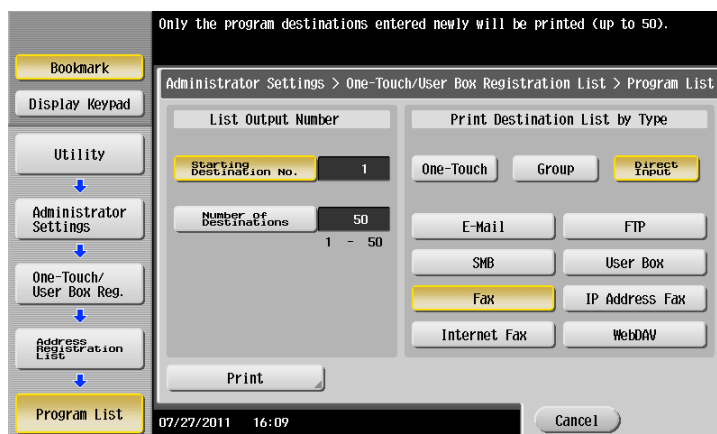 Only the program destinations entered newly will be printed (up to 50).
Bookmark
Display Keypad
Utility
Administrator
Settings
One-Touch/
User Box Reg.
Address
Registration
List
Program List
Administrator Settings > One-Touch/User Box Registration List > Program List
List Output Number
Starting
Destination No.
1
Number of
Destinations
50
1 - 50
Print Destination List by Type
One-Touch
Group
Direct
Input
E-Mail
FTP
SMB
User Box
Fax
IP Address Fax
Internet Fax
WebDAV
Print
07/27/2011 16:09
Cancel